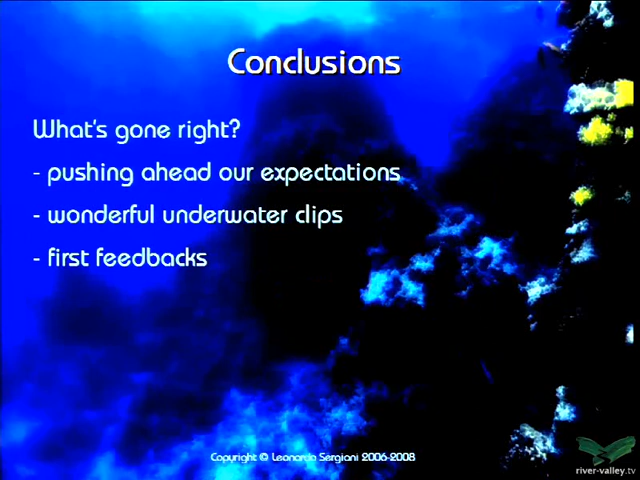 Conclusions
What's gone right?
- pushing ahead our expectations
- wonderful underwater clips
- first feedbacks
Copyright © Leonardo Sergiani 2006-2008
river-valley.tv